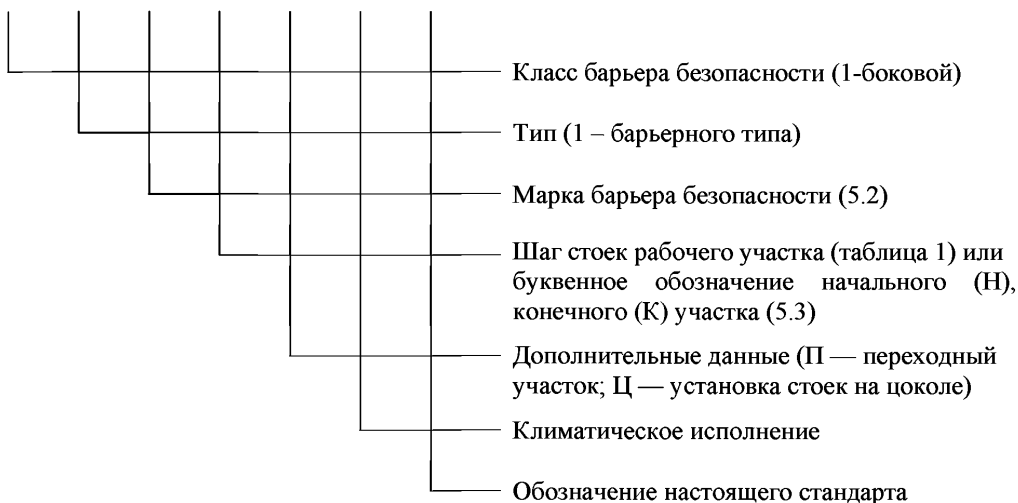 Класс барьера безопасности (1-боковой)
Тип (1 – барьерного типа)
Марка барьера безопасности (5.2)
Шаг стоек рабочего участка (таблица 1) или
буквенное обозначение начального (Н),
конечного (К) участка (5.3)
Дополнительные данные (П — переходный
участок; Ц — установка стоек на цоколе)
Климатическое исполнение
Обозначение настоящего стандарта